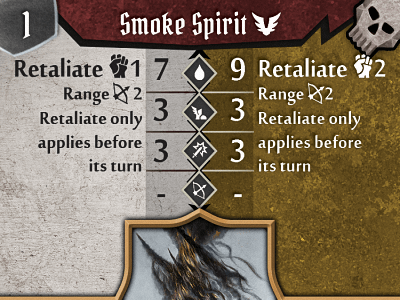 1
Smoke Spirit
Retaliate 1 7 9 Retaliate 2
Range 2 3 3 Range 2
Retaliate only Retaliate only
applies before 3 3 applies before
its turn its turn
- -